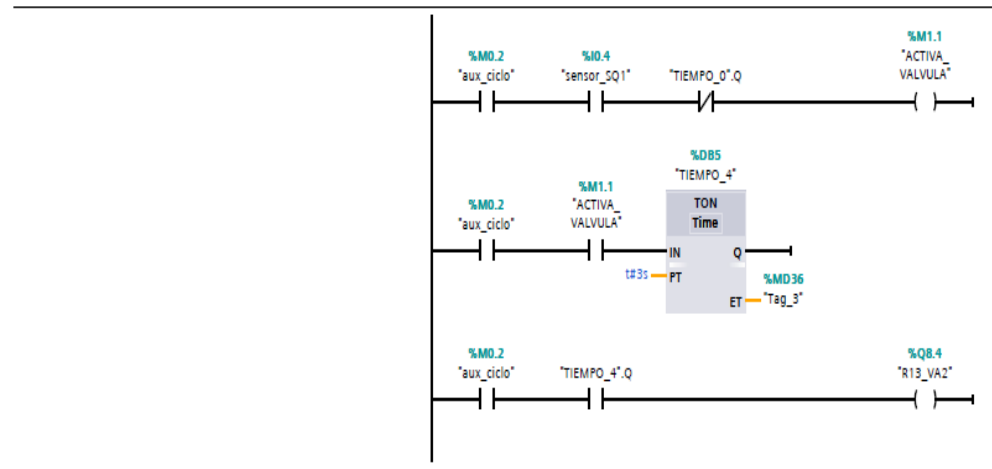 %M0.2
"aux_ciclo"
%I0.4
"sensor_SQ1"
"TIEMPO_0".Q
%M1.1
"ACTIVA_
VALVULA"
%DB5
"TIEMPO_4"
%M0.2
"aux_ciclo"
%M1.1
"ACTIVA_
VALVULA"
TON
Time
IN
Q
t#3s
PT
ET
%MD36
"Tag_3"
%M0.2
"aux_ciclo"
"TIEMPO_4".Q
%Q8.4
"R13_VA2"